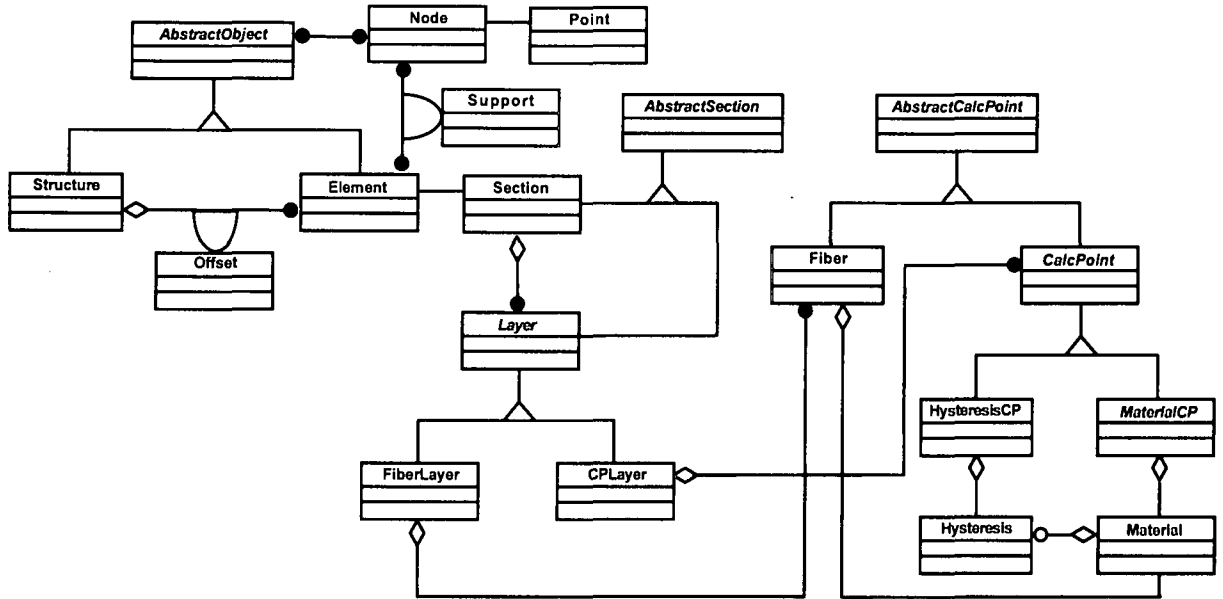 Node
Point
AbstractObject
Support
AbstractSection
AbstractCalcPoint
Structure
Element
Section
Offset
Fiber
CalcPoint
Layer
HysteresisCP
MaterialCP
FiberLayer
CPLayer
Hysteresis
Material